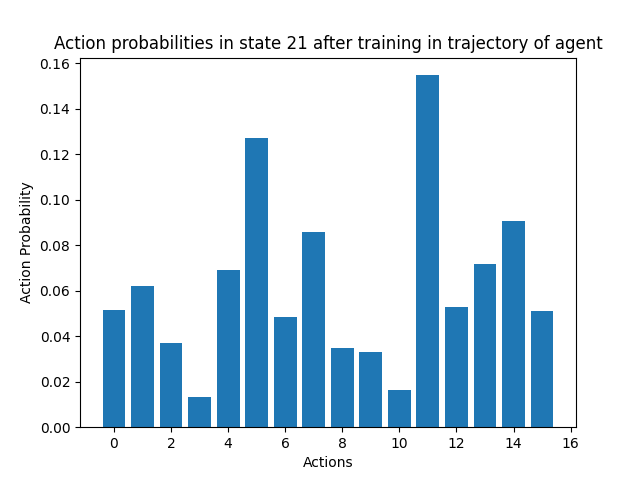 Action probabilities in state 21 after training in trajectory of agent
0.16
0.14
0.12
0.10
0.08
0.06
0.04
0.02
0.00
Action Probability
0 2 4 6 8 10 12 14 16
Actions